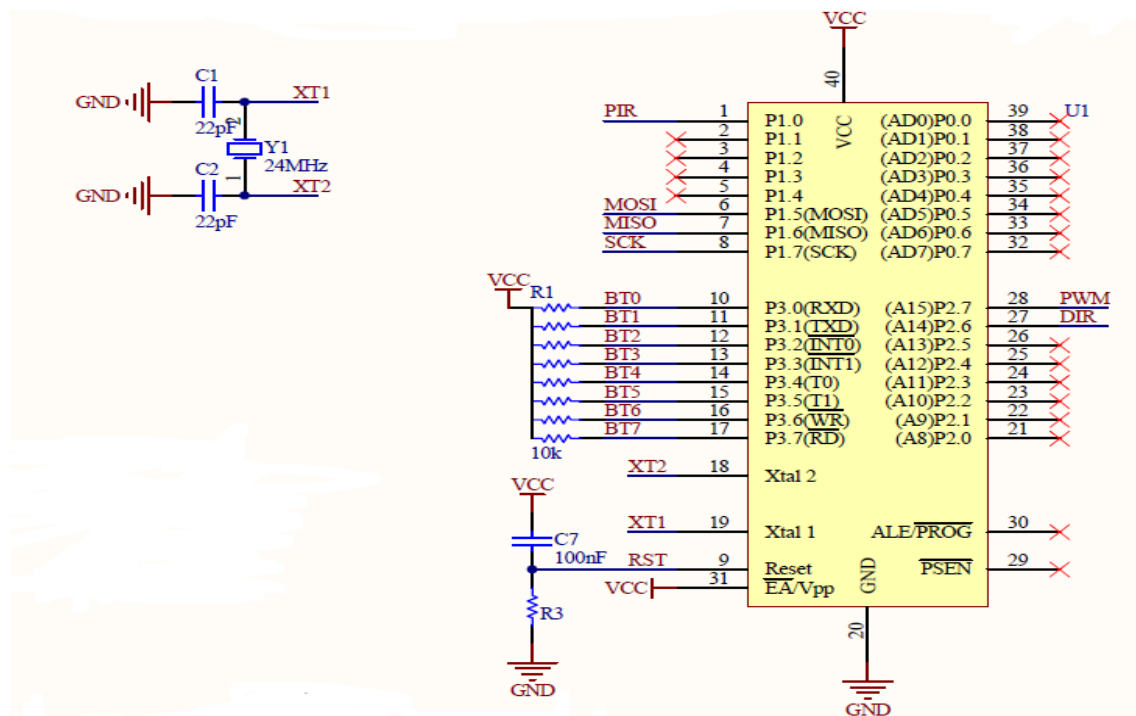 VCC
40
C1
GND
XT1
22pF
2
Y1
24MHz
1
C2
GND
XT2
22pF
PIR 1 P1.0 VCC (AD0)P0.0 39 U1
2 P1.1 (AD1)P0.1 38
3 P1.2 (AD2)P0.2 37
4 P1.3 (AD3)P0.3 36
5 P1.4 (AD4)P0.4 35
MOSI 6 P1.5(MOSI) (AD5)P0.5 34
MISO 7 P1.6(MISO) (AD6)P0.6 33
SCK 8 P1.7(SCK) (AD7)P0.7 32
VCC
R1
BT0 10 P3.0(RXD) (A15)P2.7 28 PWM
BT1 11 P3.1(TXD) (A14)P2.6 27 DIR
BT2 12 P3.2(INT0) (A13)P2.5 26
BT3 13 P3.3(INT1) (A12)P2.4 25
BT4 14 P3.4(T0) (A11)P2.3 24
BT5 15 P3.5(T1) (A10)P2.2 23
BT6 16 P3.6(WR) (A9)P2.1 22
BT7 17 P3.7(RD) (A8)P2.0 21
10k
XT2 18 Xtal 2
VCC
XT1 19 Xtal 1 ALE/PROG 30
C7
100nF
RST 9 Reset PSEN 29
VCC 31 EA/Vpp GND
R3
20
GND
GND